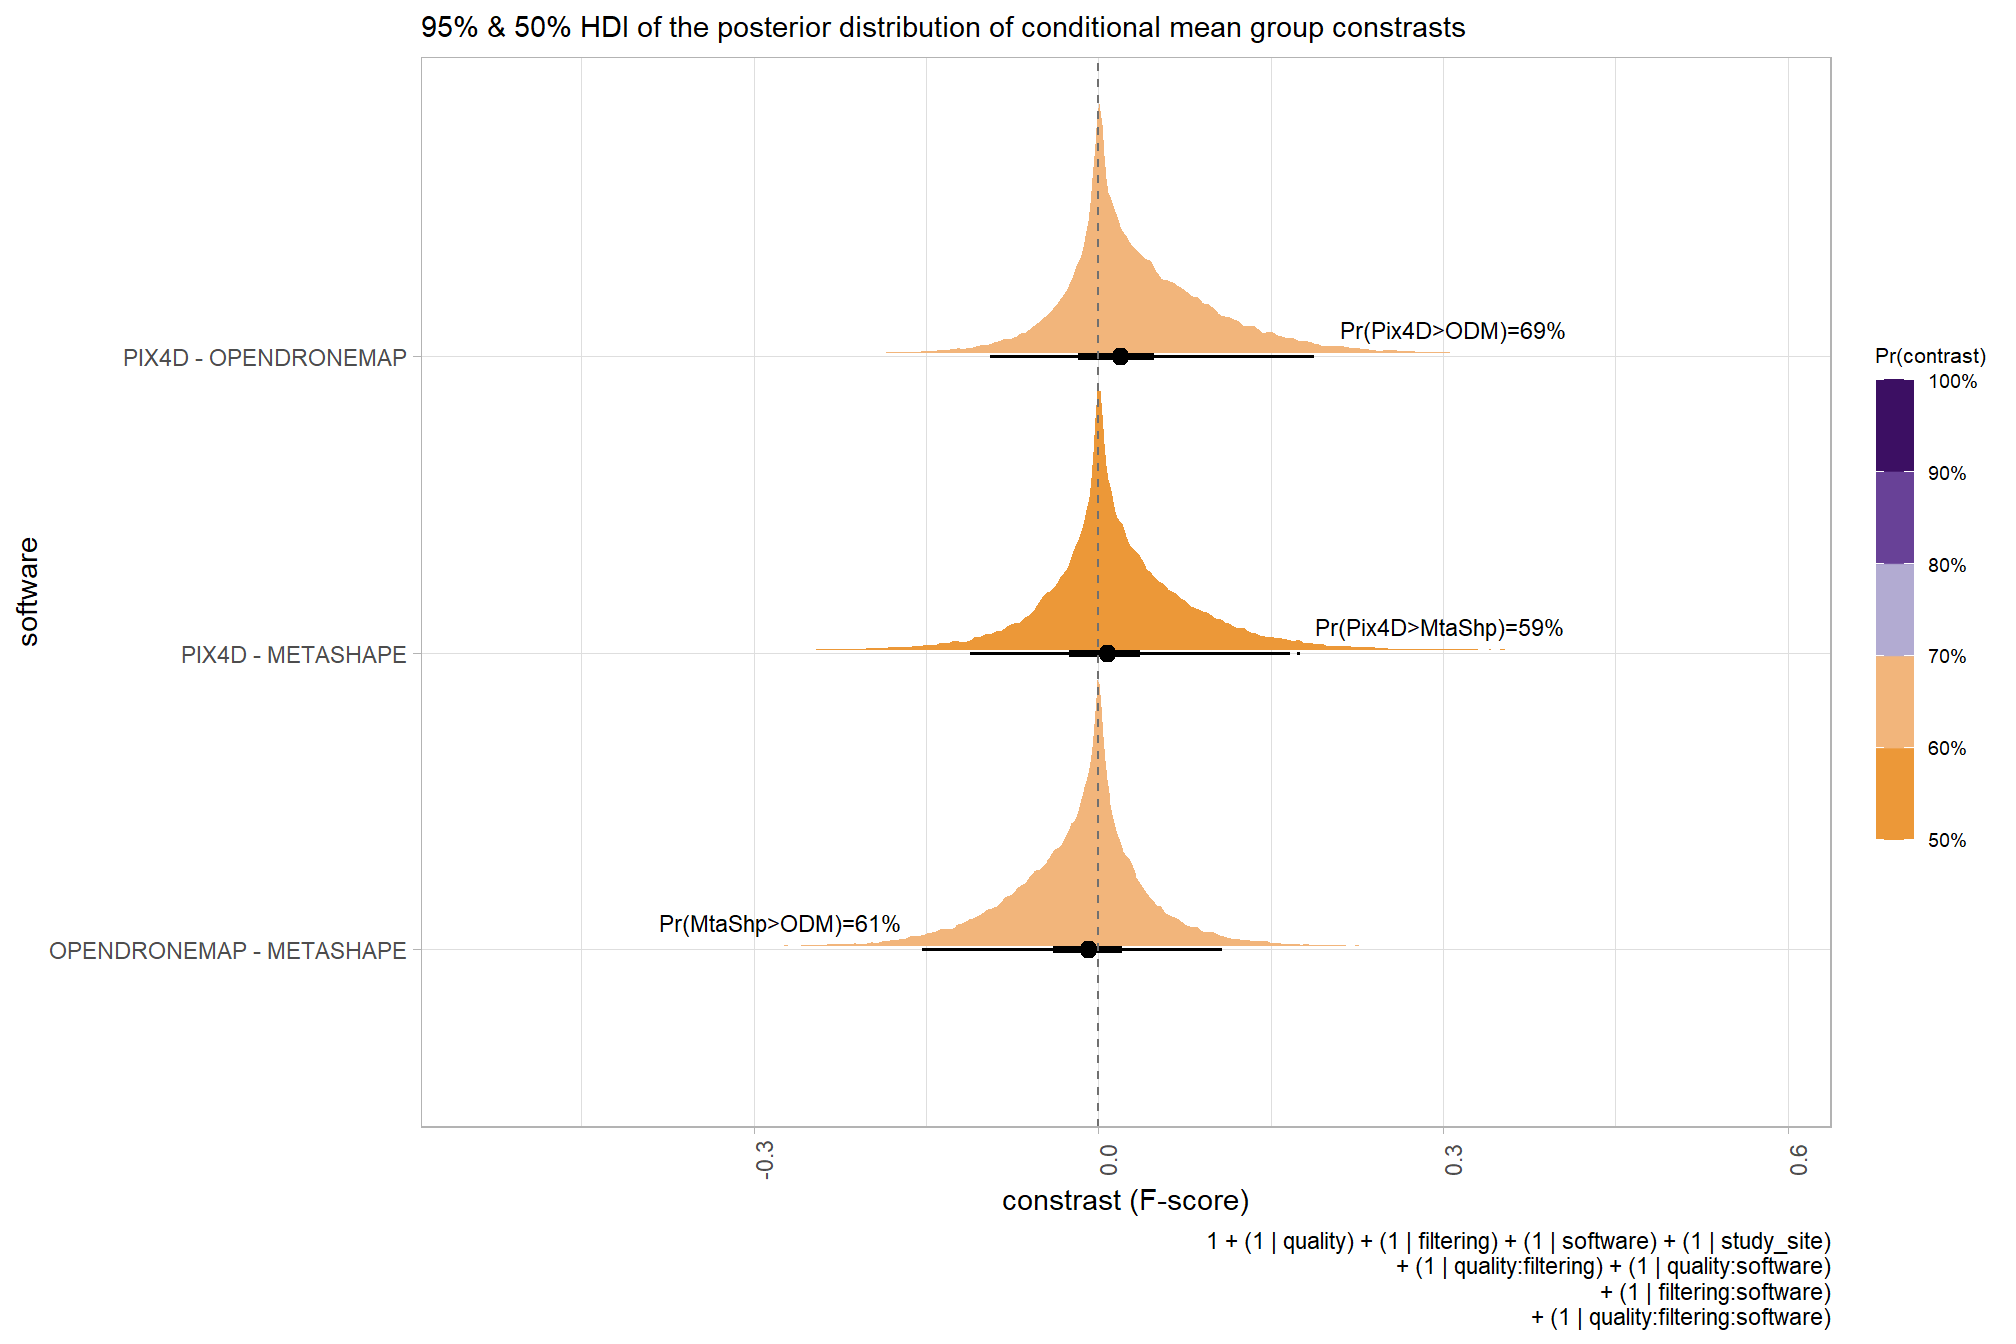 95% & 50% HDI of the posterior distribution of conditional mean group constrasts
software
PIX4D - OPENDRONEMAP
Pr(Pix4D>ODM)=69%
PIX4D - METASHAPE
Pr(Pix4D>MtaShp)=59%
OPENDRONEMAP - METASHAPE
Pr(MtaShp>ODM)=61%
-0.3
0.0
0.3
0.6
constrast (F-score)
Pr(contrast)
100%
90%
80%
70%
60%
50%
1 + (1 | quality) + (1 | filtering) + (1 | software) + (1 | study_site)
+ (1 | quality:filtering) + (1 | quality:software)
+ (1 | filtering:software)
+ (1 | quality:filtering:software)